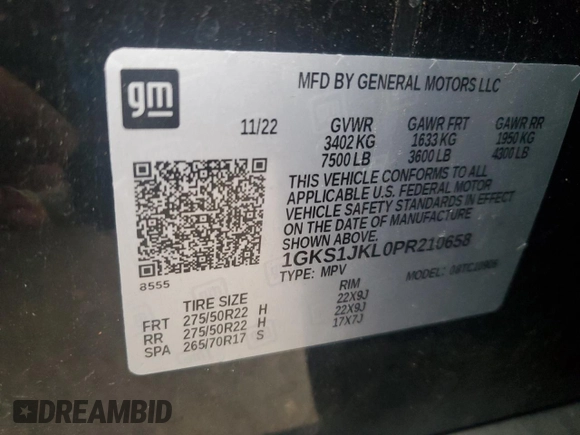 gm
MFD BY GENERAL MOTORS LLC
11/22 GVWR GAWR FRT GAWR RR
3402 KG 1633 KG 1950 KG
7500 LB 3600 LB 4300 LB
THIS VEHICLE CONFORMS TO ALL
APPLICABLE U.S. FEDERAL MOTOR
VEHICLE SAFETY STANDARDS IN EFFECT
ON THE DATE OF MANUFACTURE
SHOWN ABOVE.
1GKS1JKL0PR210658
TYPE: MPV MODEL:
8555
TIRE SIZE RIM
FRT 275/50R22 H 22X9J
RR 275/50R22 H 22X9J
SPA 265/70R17 S 17X7J
DREAMBID